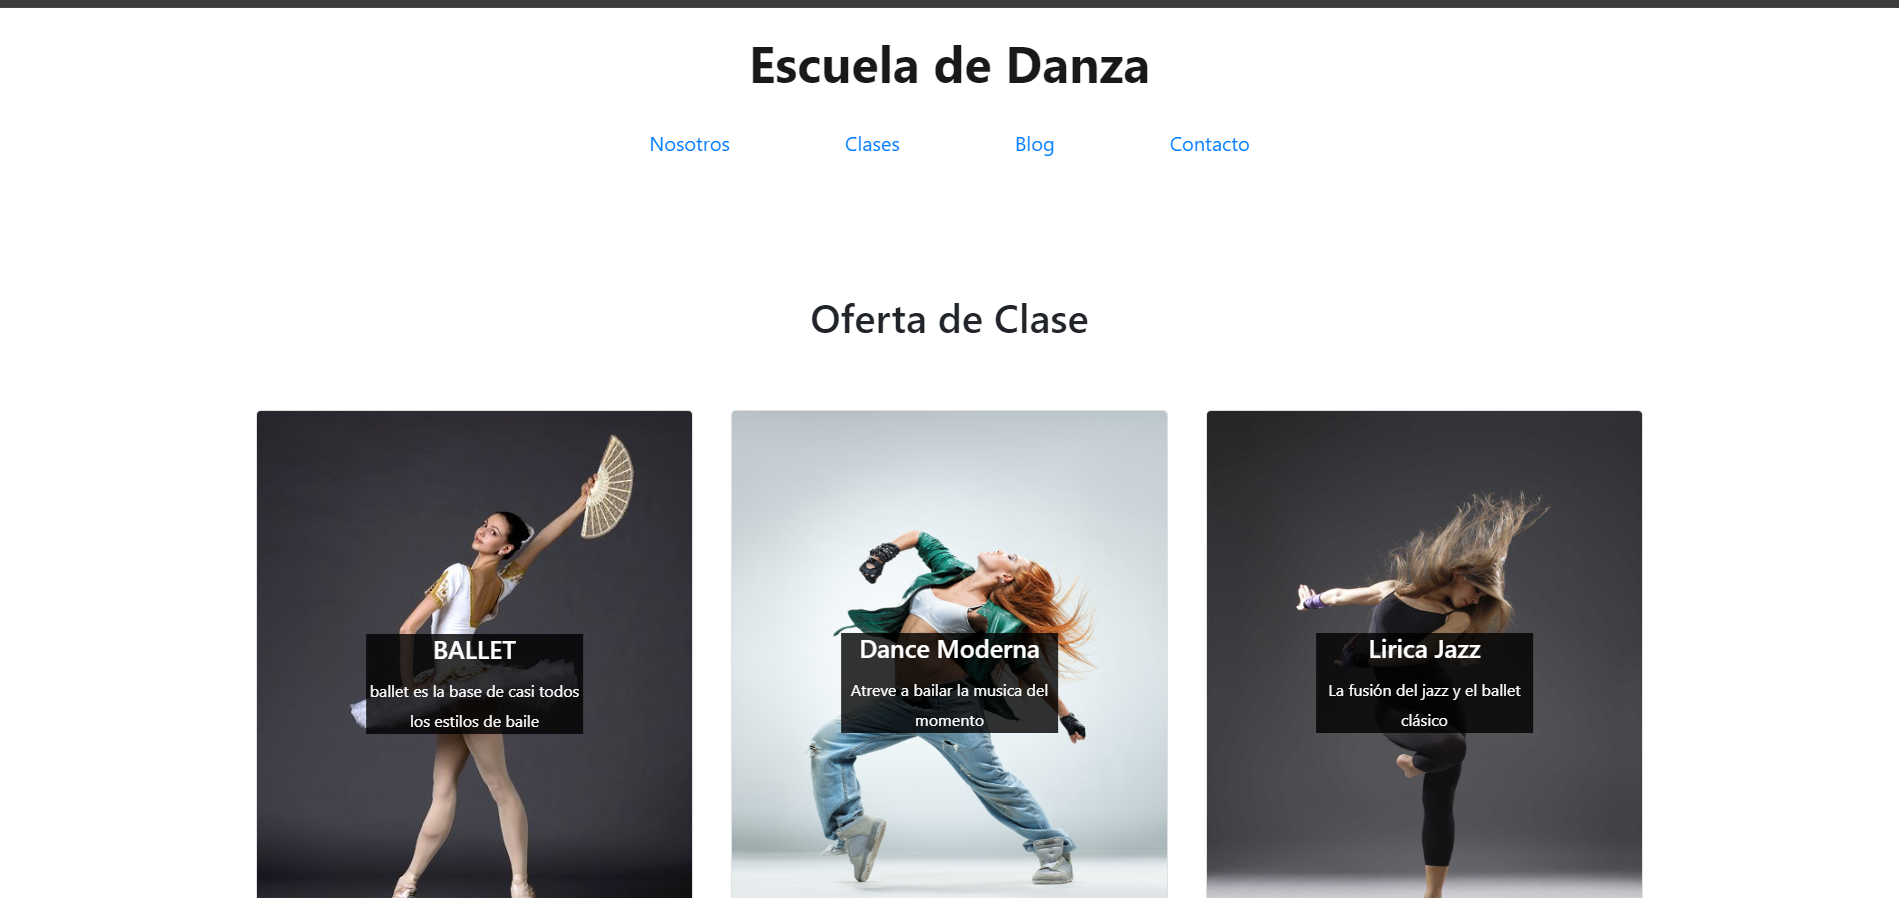 Escuela de Danza
Nosotros Clases Blog Contacto
Oferta de Clase
BALLET
ballet es la base de casi todos
los estilos de baile
Dance Moderna
Atreve a bailar la musica del
momento
Lirica Jazz
La fusión del jazz y el ballet
clásico